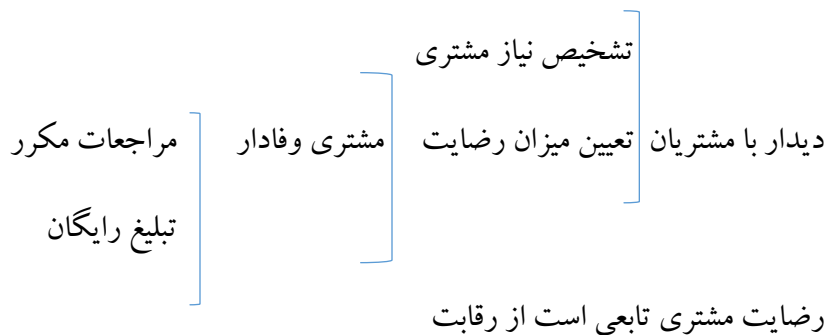 تشخیص نیاز مشتری
دیدار با مشتریان تعیین میزان رضایت مشتری وفادار مراجعات مکرر
تبلیغ رایگان
رضایت مشتری تابعی است از رقابت